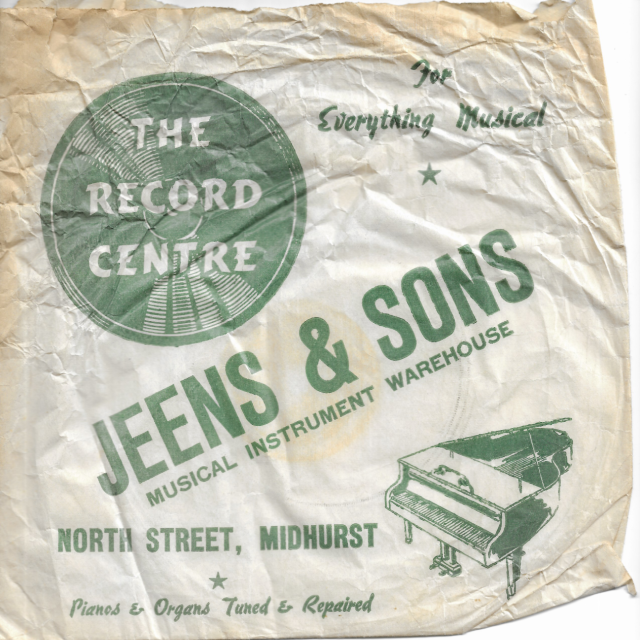 THE
RECORD
CENTRE
For
Everything Musical
JEENS & SONS
MUSICAL INSTRUMENT WAREHOUSE
NORTH STREET, MIDHURST
Pianos & Organs Tuned & Repaired